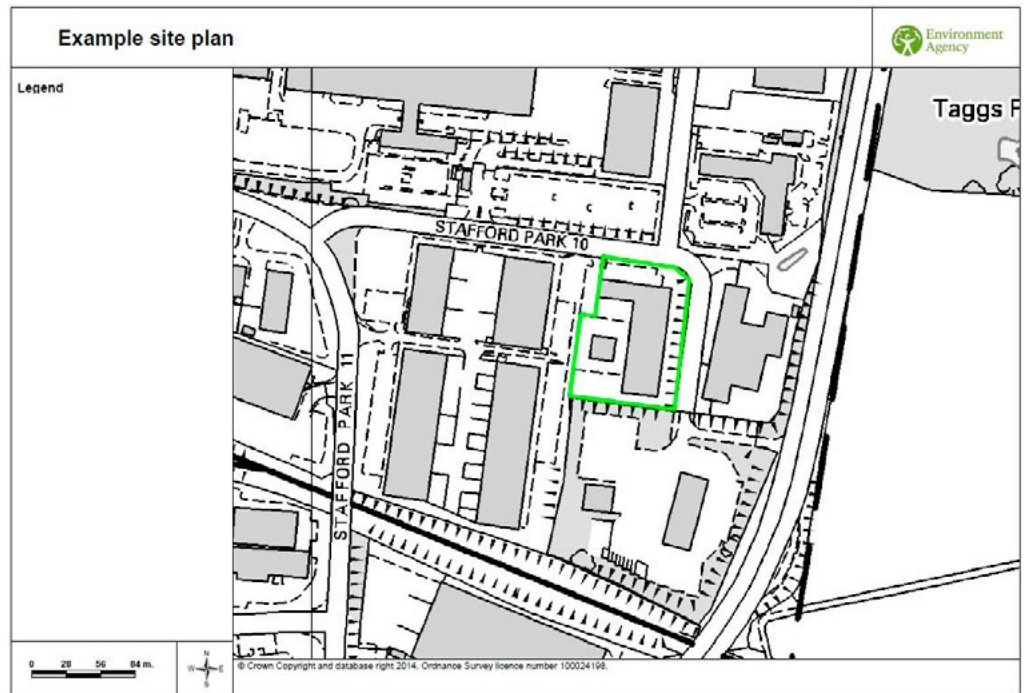 Example site plan
Environment
Agency
Legend
Taggs F
STAFFORD PARK 10
STAFFORD PARK 11
0 28 56 84 m.
N
W E
S
© Crown Copyright and database right 2014. Ordnance Survey licence number 100024198.